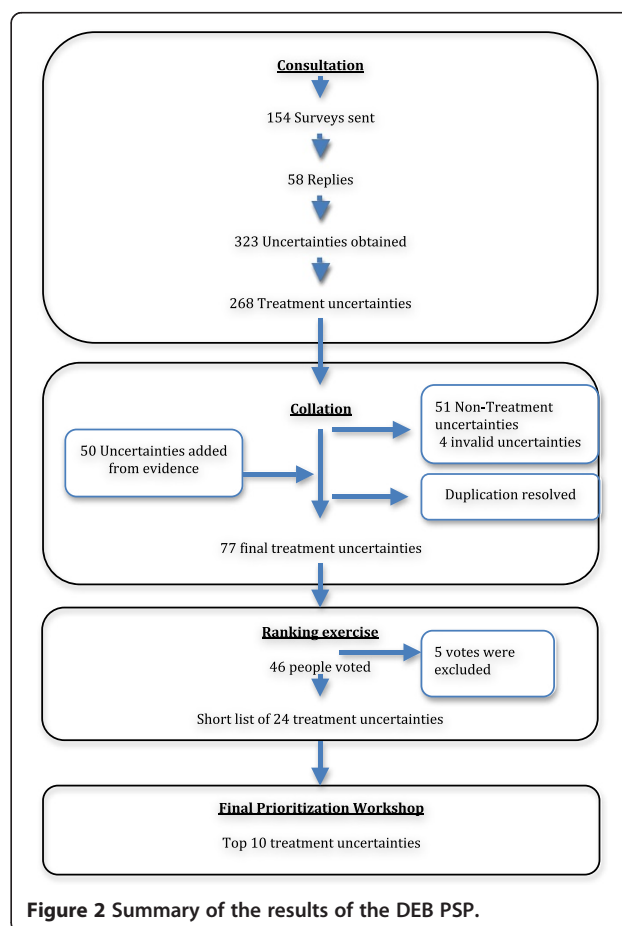 Consultation
154 Surveys sent
58 Replies
323 Uncertainties obtained
268 Treatment uncertainties
Collation
51 Non-Treatment
uncertainties
4 invalid uncertainties
50 Uncertainties added
from evidence
Duplication resolved
77 final treatment uncertainties
Ranking exercise
46 people voted
5 votes were
excluded
Short list of 24 treatment uncertainties
Final Prioritization Workshop
Top 10 treatment uncertainties
Figure 2 Summary of the results of the DEB PSP.